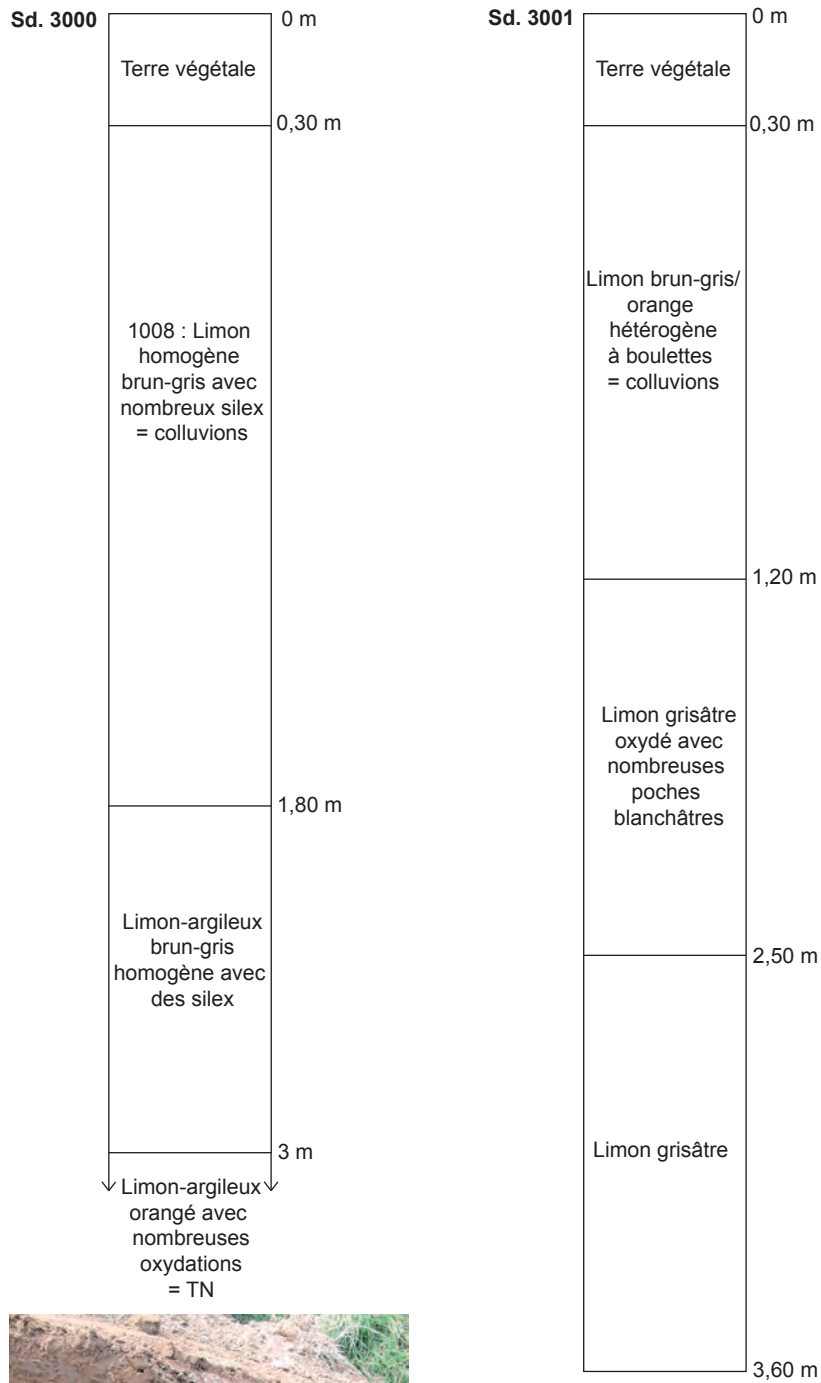 Sd. 3000
0 m
Terre végétale
0,30 m
1008 : Limon
homogène
brun-gris avec
nombreux silex
= colluvions
1,80 m
Limon-argileux
brun-gris
homogène avec
des silex
3 m
Limon-argileux
orangé avec
nombreuses
oxydations
= TN
Sd. 3001
0 m
Terre végétale
0,30 m
Limon brun-gris/
orange
hétérogène
à boulettes
= colluvions
1,20 m
Limon grisâtre
oxydé avec
nombreuses
poches
blanchâtres
2,50 m
Limon grisâtre
3,60 m